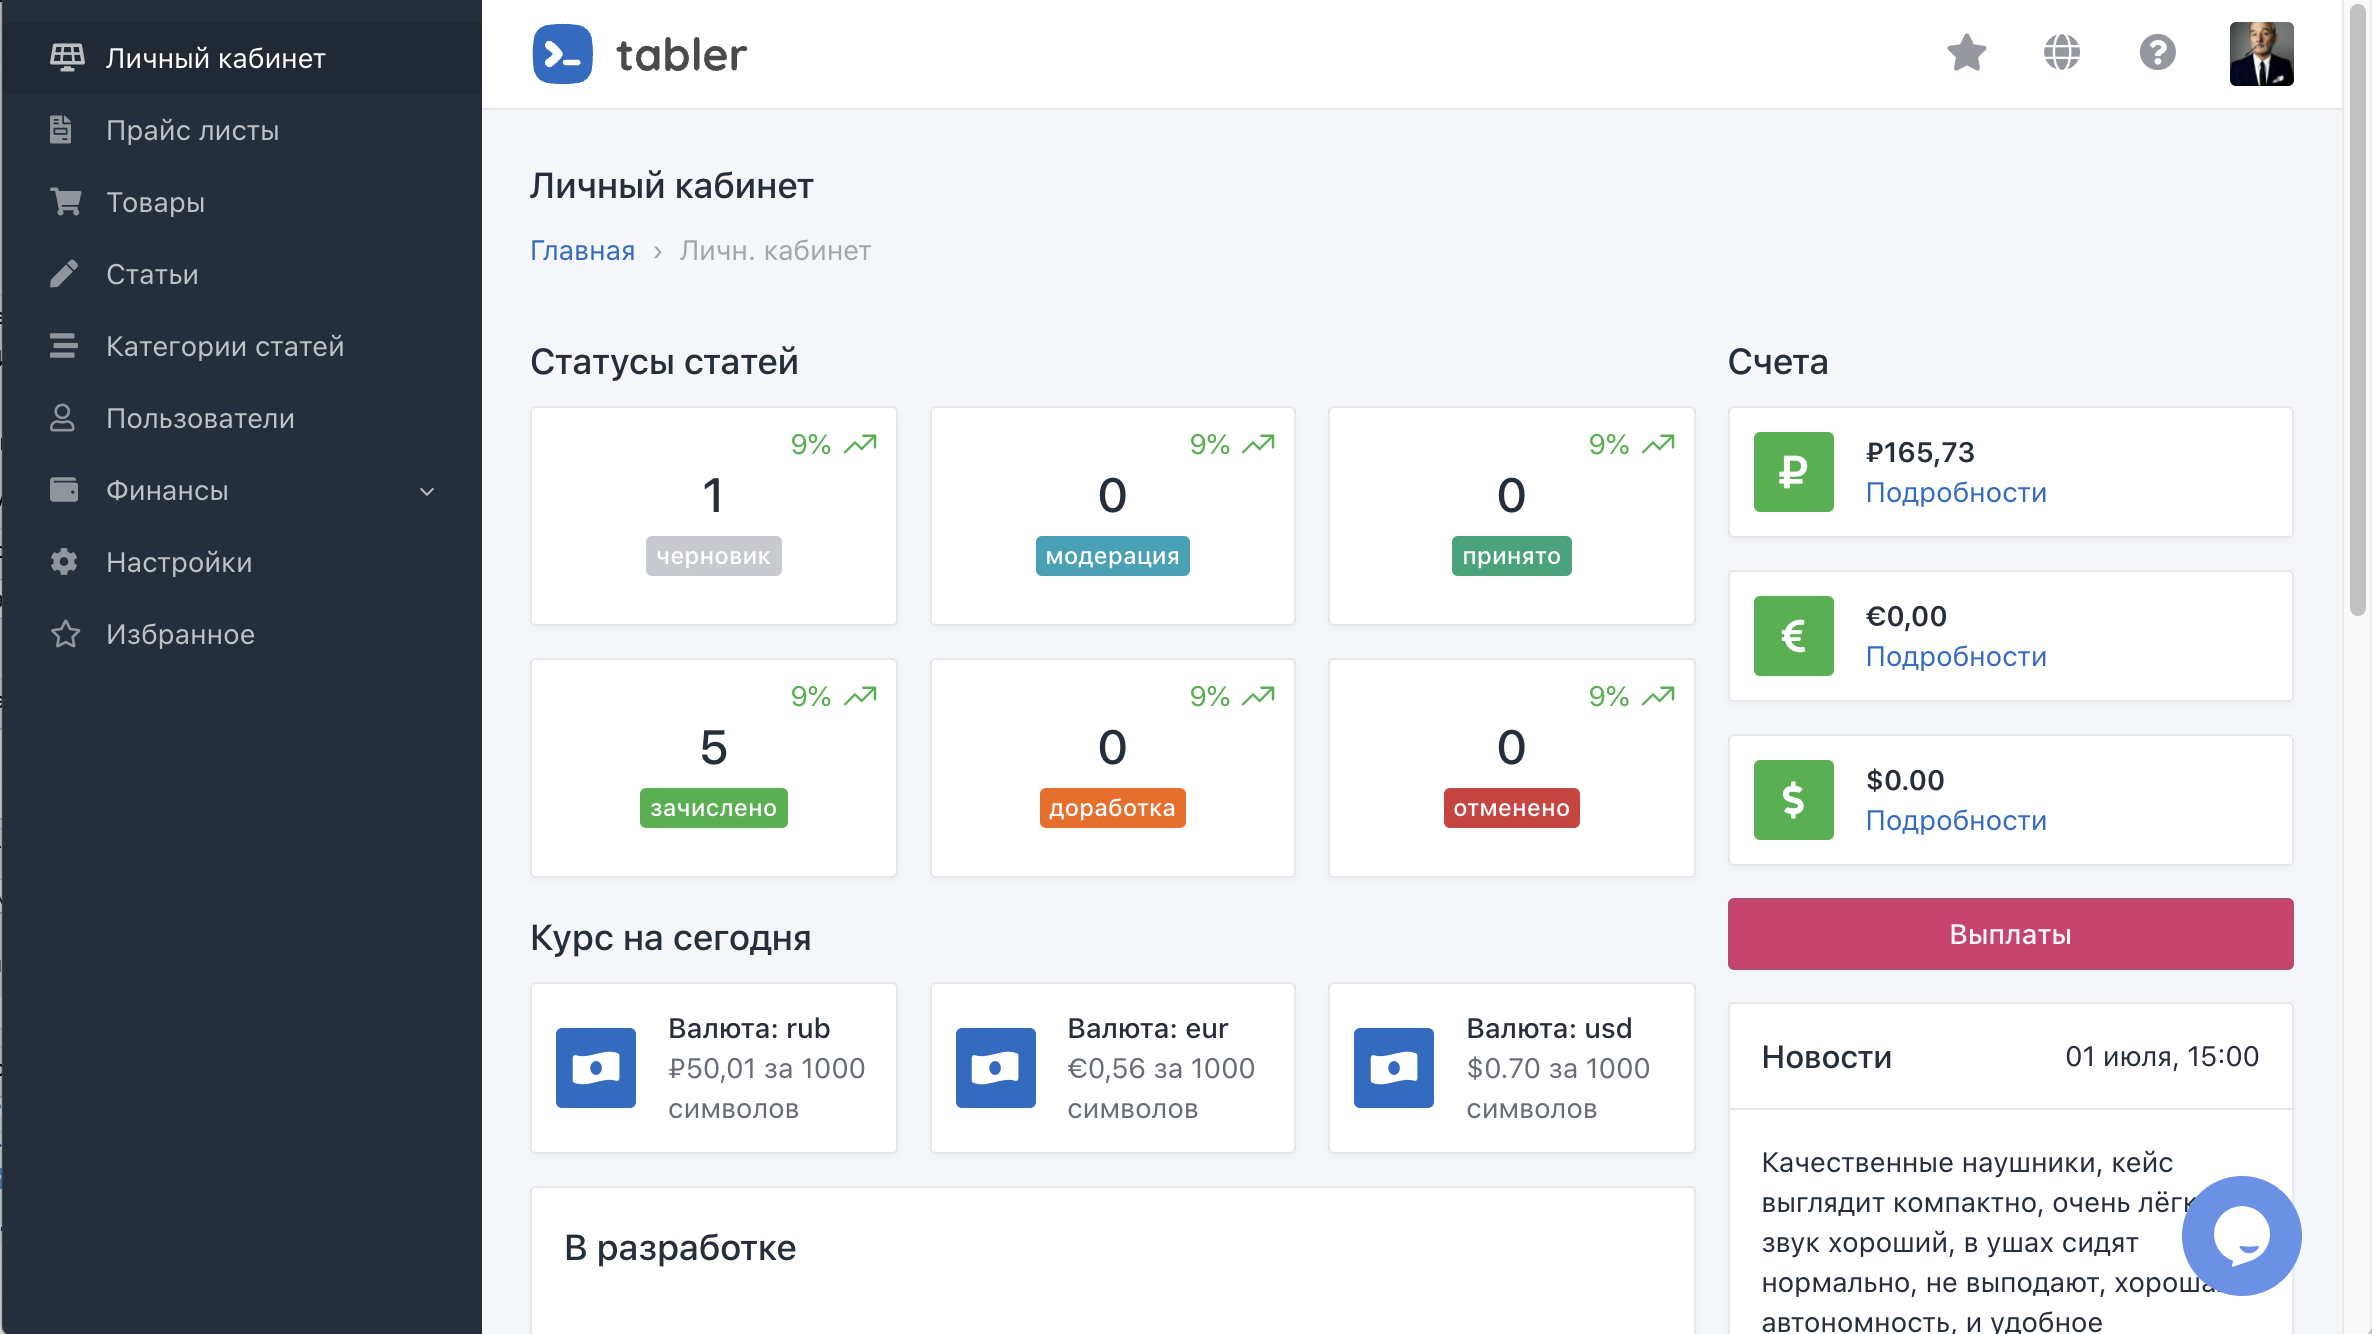 Личный кабинет
Прайс листы
Товары
Статьи
Категории статей
Пользователи
Финансы
Настройки
Избранное
tabler
Личный кабинет
Главная › Личн. кабинет
Статусы статей
9%
1
черновик
9%
0
модерация
9%
0
принято
9%
5
зачислено
9%
0
доработка
9%
0
отменено
Курс на сегодня
Валюта: rub
₽50,01 за 1000
символов
Валюта: eur
€0,56 за 1000
символов
Валюта: usd
$0.70 за 1000
символов
В разработке
Счета
₽
₽165,73
Подробности
€
€0,00
Подробности
$
$0.00
Подробности
Выплаты
Новости 01 июля, 15:00
Качественные наушники, кейс
выглядит компактно, очень
звук хороший, в ушах сидят
нормально, не выподают,
автономность, и удобное